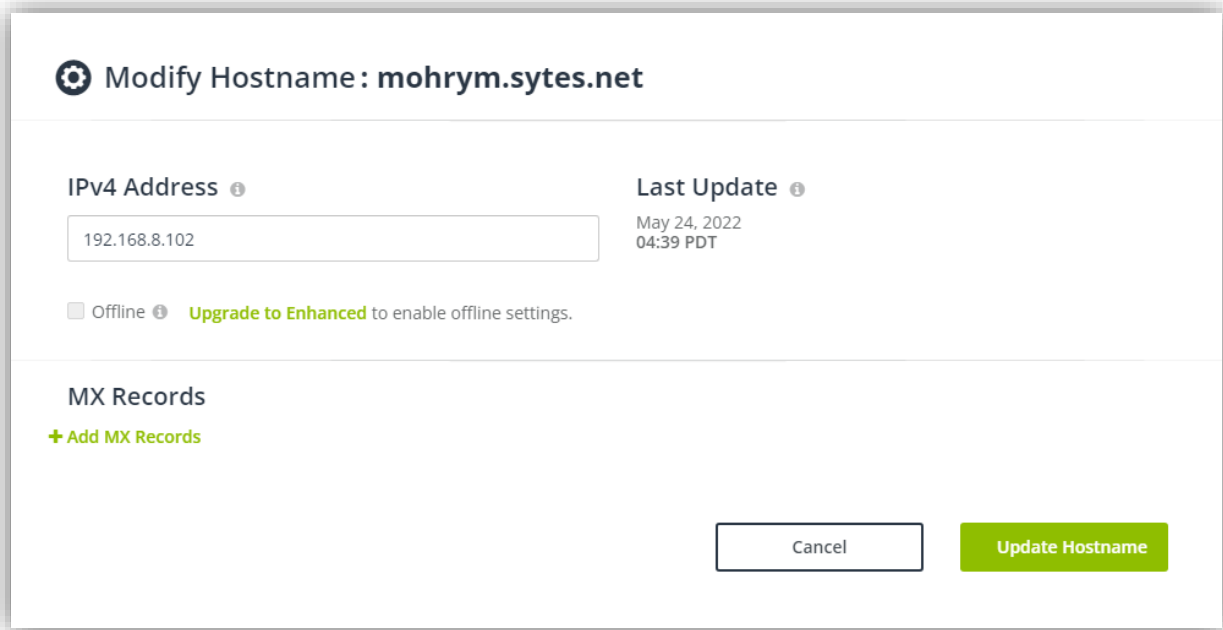 Modify Hostname : mohrym.sytes.net
IPv4 Address
192.168.8.102
Offline Upgrade to Enhanced to enable offline settings.
Last Update
May 24, 2022
04:39 PDT
MX Records
+ Add MX Records
Cancel
Update Hostname